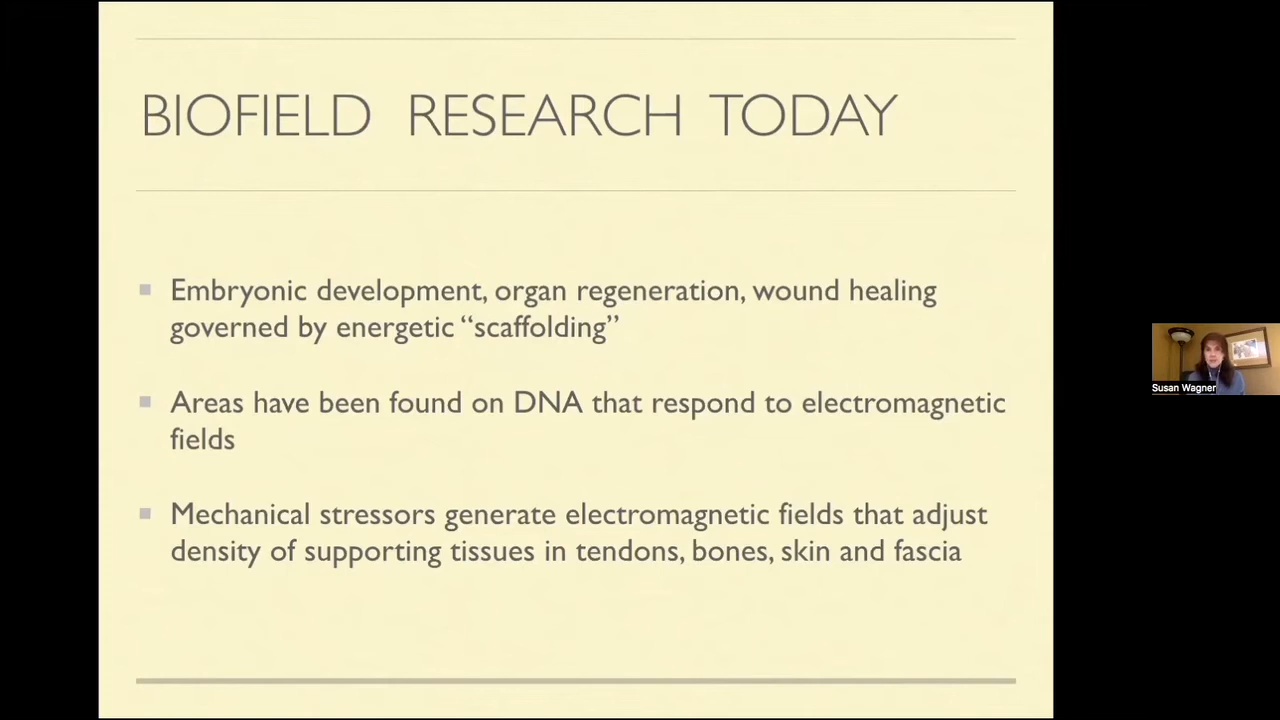 BIOFIELD RESEARCH TODAY
Embryonic development, organ regeneration, wound healing
governed by energetic “scaffolding”
Areas have been found on DNA that respond to electromagnetic
fields
Mechanical stressors generate electromagnetic fields that adjust
density of supporting tissues in tendons, bones, skin and fascia
Susan Wagner